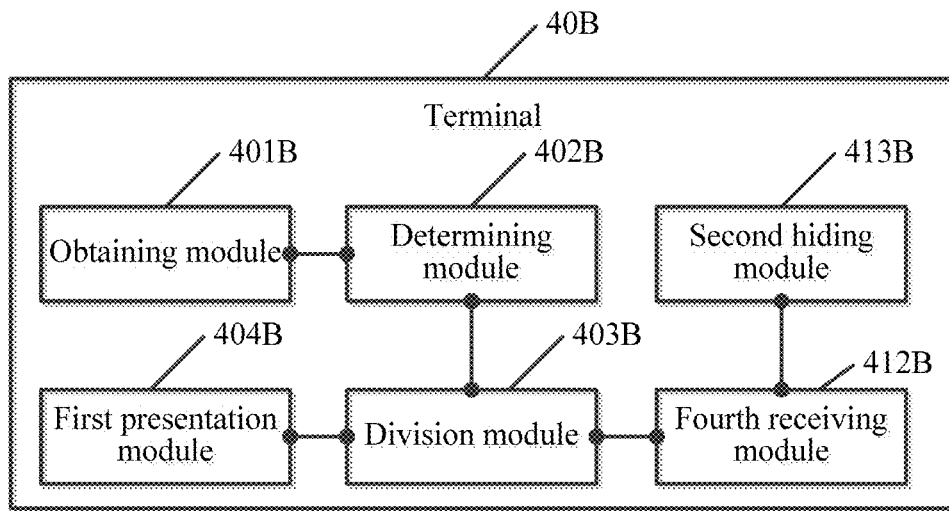 40B
Terminal
401B
402B
413B
Obtaining module
Determining
module
Second hiding
module
404B
403B
412B
First presentation
module
Division module
Fourth receiving
module